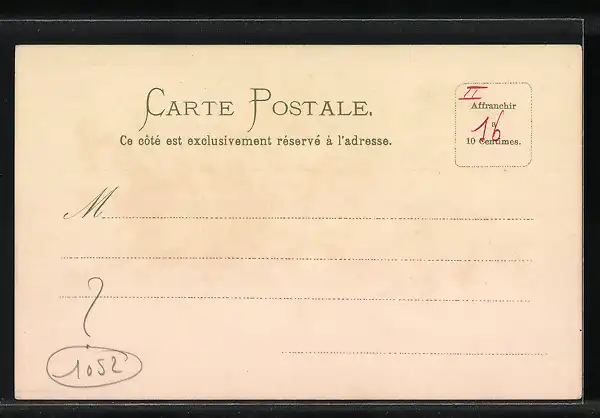 CARTE POSTALE.
Ce côté est exclusivement réservé à l'adresse.
II
Affranchir
à
16
10 Centimes.
M
?
1052